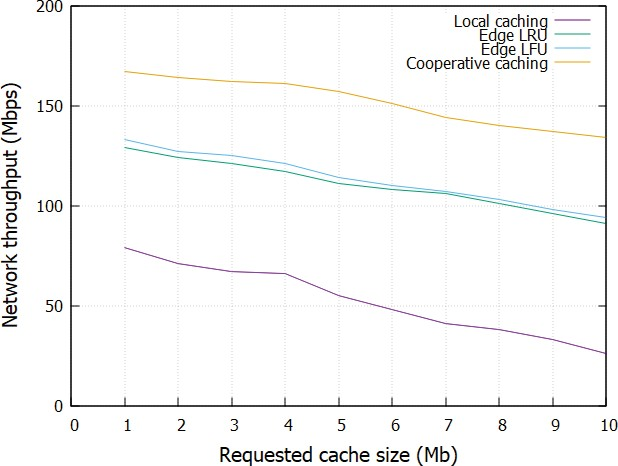 200
150
100
50
0
Network throughput (Mbps)
Local caching
Edge LRU
Edge LFU
Cooperative caching
0 1 2 3 4 5 6 7 8 9 10
Requested cache size (Mb)